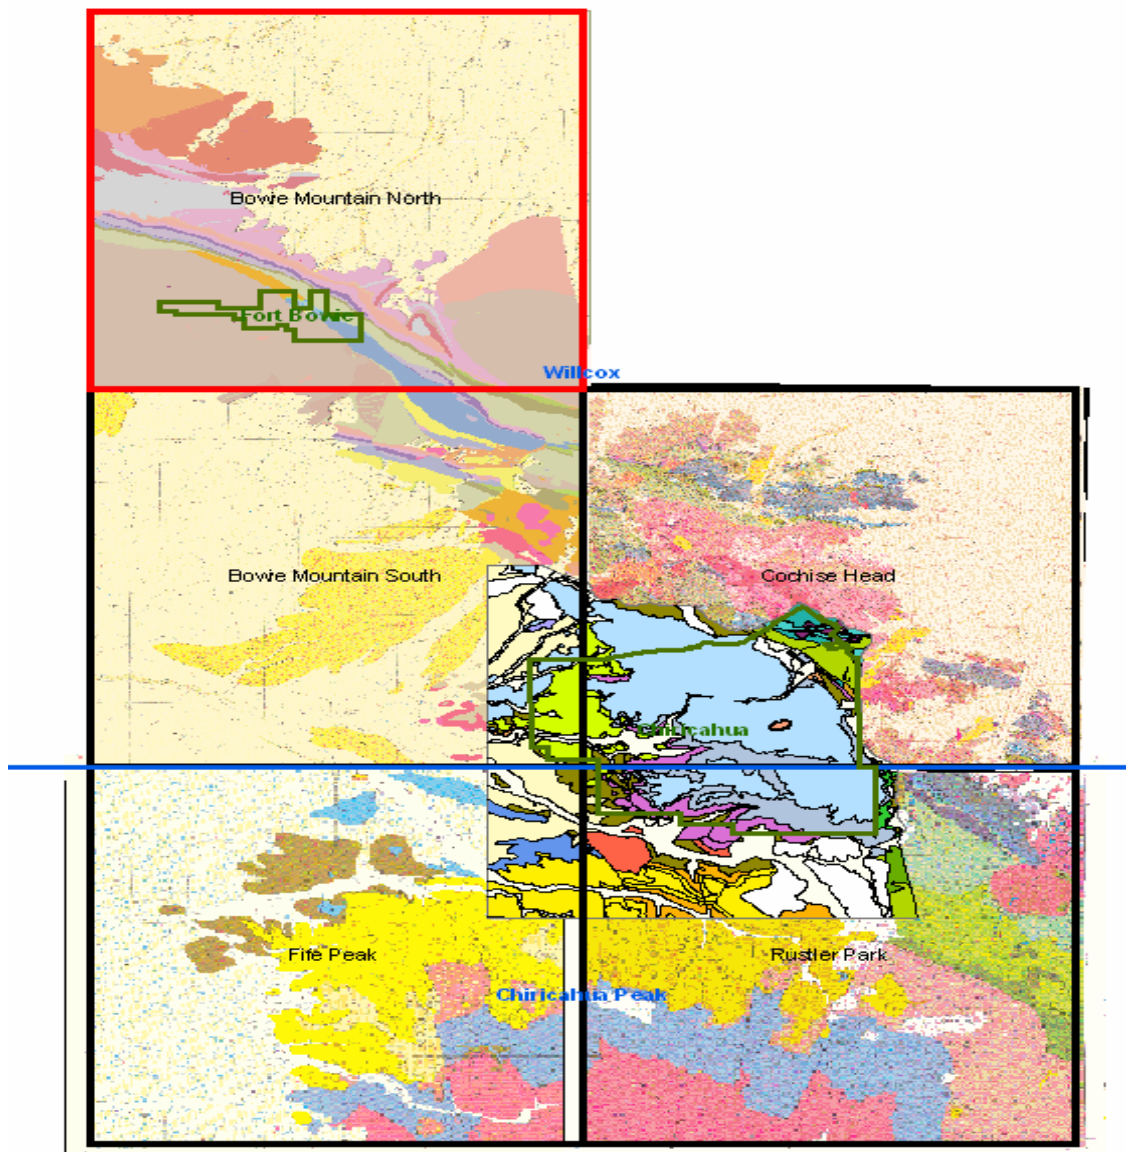 Bowie Mountain North
Fort Bowie
Willcox
Bowie Mountain South
Cochise Head
Chiricahua
Fife Peak
Rustler Park
Chiricahua Peak